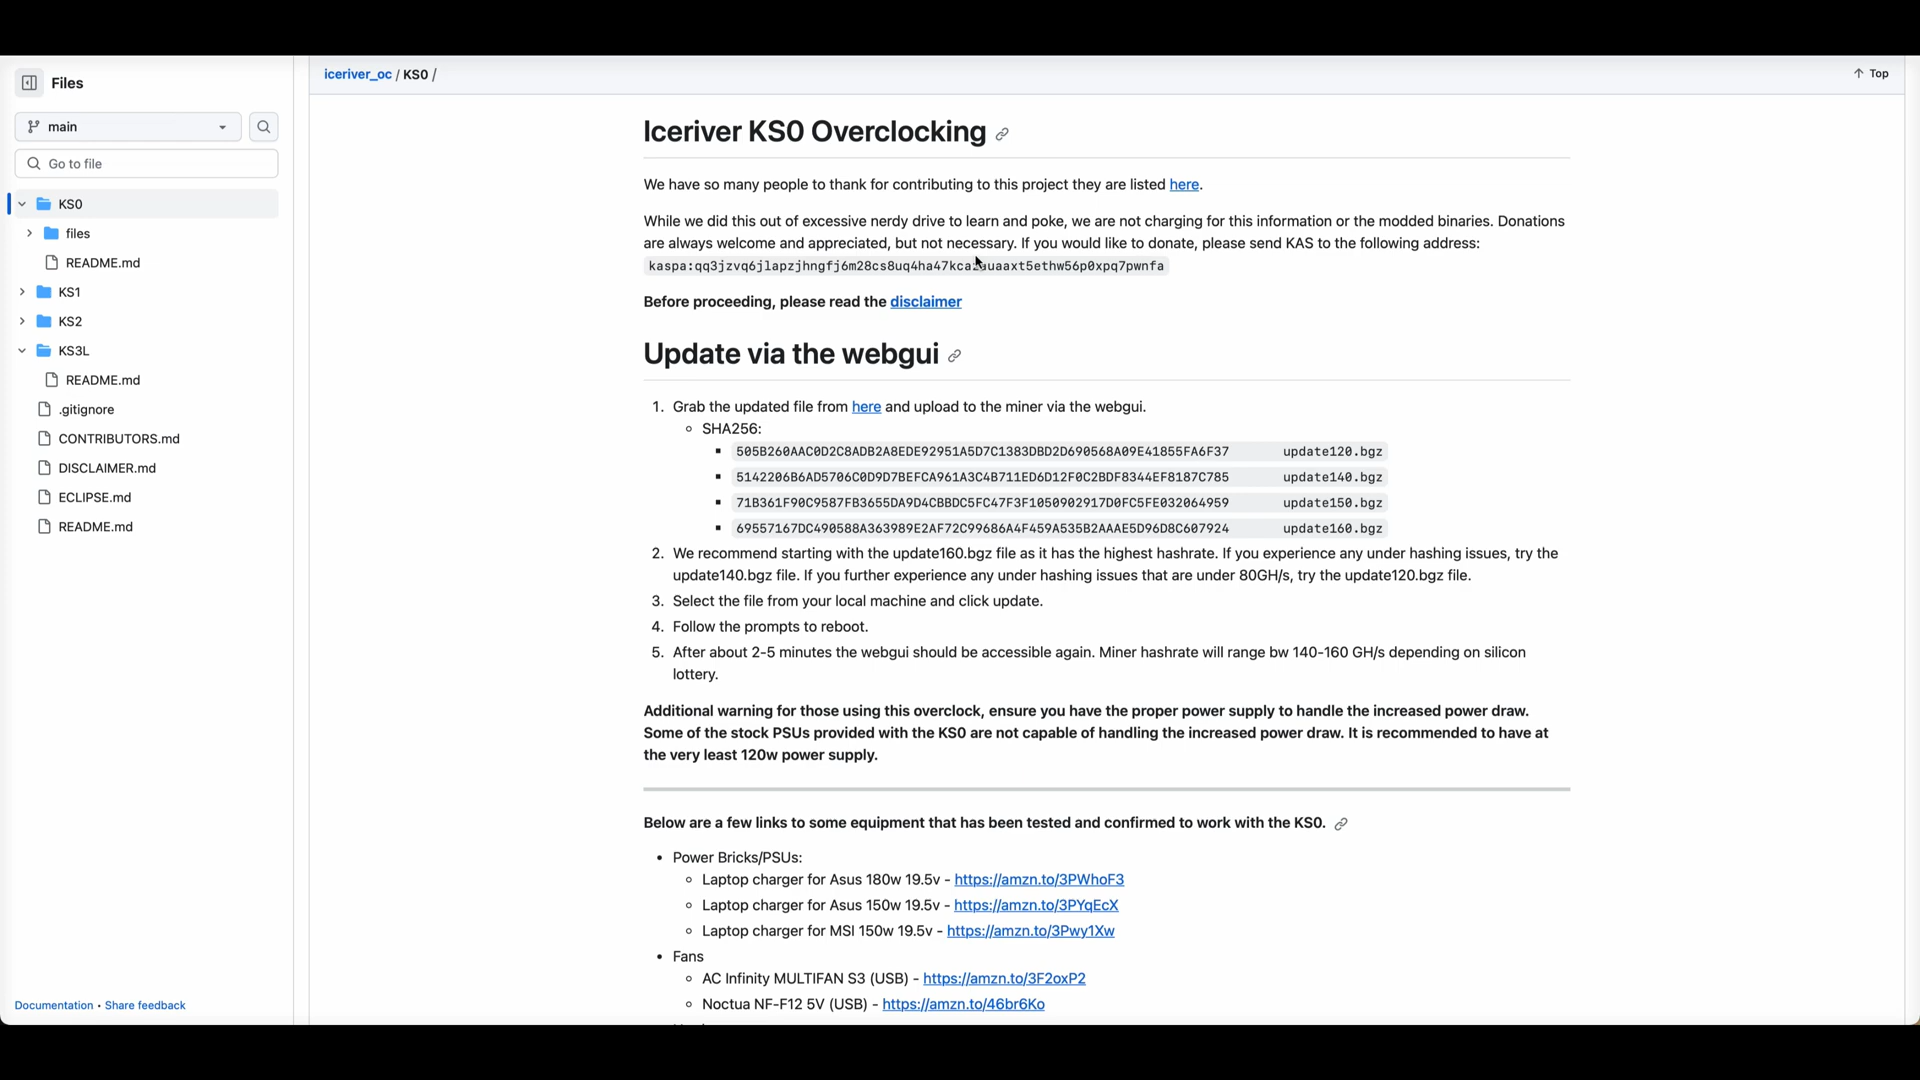 Files
iceriver_oc / KS0 /
Top
main
Go to file
KS0
files
README.md
KS1
KS2
KS3L
README.md
.gitignore
CONTRIBUTORS.md
DISCLAIMER.md
ECLIPSE.md
README.md
Documentation • Share feedback
Iceriver KS0 Overclocking
We have so many people to thank for contributing to this project they are listed here.
While we did this out of excessive nerdy drive to learn and poke, we are not charging for this information or the modded binaries. Donations
are always welcome and appreciated, but not necessary. If you would like to donate, please send KAS to the following address:
Before proceeding, please read the disclaimer
Update via the webgui
1. Grab the updated file from here and upload to the miner via the webgui.
SHA256:
505B260AAC0D2C8ADB2A8EDE92951A5D7C1383DBD2D690568A09E41855FA6F37 update120.bgz
5142206B6AD5706C0D9D7BEFCA961A3C4B711ED6D12F0C2BDF8344EF8187C785 update140.bgz
71B361F90C9587FB3655DA9D4CBBDC5FC47F3F1050902917D0FC5FE032064959 update150.bgz
69557167DC490588A363989E2AF72C99686A4F459A535B2AAAE5D96D8C607924 update160.bgz
2. We recommend starting with the update160.bgz file as it has the highest hashrate. If you experience any under hashing issues, try the
update140.bgz file. If you further experience any under hashing issues that are under 80GH/s, try the update120.bgz file.
3. Select the file from your local machine and click update.
4. Follow the prompts to reboot.
5. After about 2-5 minutes the webgui should be accessible again. Miner hashrate will range bw 140-160 GH/s depending on silicon
lottery.
Additional warning for those using this overclock, ensure you have the proper power supply to handle the increased power draw.
Some of the stock PSUs provided with the KS0 are not capable of handling the increased power draw. It is recommended to have at
the very least 120w power supply.
Below are a few links to some equipment that has been tested and confirmed to work with the KS0.
• Power Bricks/PSUs:
Laptop charger for Asus 180w 19.5v - https://amzn.to/3PWhoF3
Laptop charger for Asus 150w 19.5v - https://amzn.to/3PYqEcX
Laptop charger for MSI 150w 19.5v - https://amzn.to/3Pwy1Xw
• Fans
AC Infinity MULTIFAN S3 (USB) - https://amzn.to/3F2oxP2
Noctua NF-F12 5V (USB) - https://amzn.to/46br6Ko